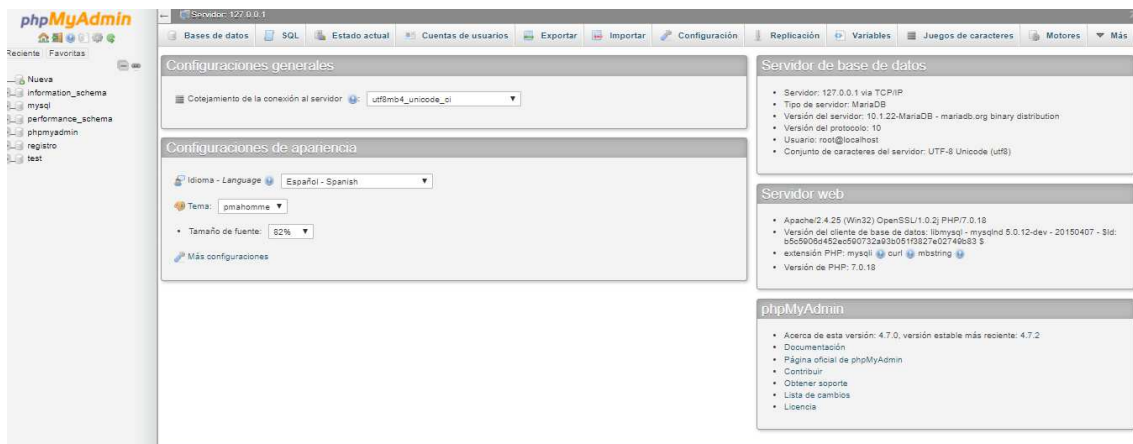 phpMyAdmin
Reciente Favoritas
Nueva
information_schema
mysql
performance_schema
phpmyadmin
registro
test
Servidor: 127.0.0.1
Bases de datos SQL Estado actual Cuentas de usuarios Exportar Importar Configuración Replicación Variables Juegos de caracteres Motores Más
Configuraciones generales
Cotejamiento de la conexión al servidor : utf8mb4_unicode_ci
Configuraciones de apariencia
Idioma - Language Español - Spanish
Tema: pmahomme
Tamaño de fuente: 82%
Más configuraciones
Servidor de base de datos
Servidor: 127.0.0.1 via TCP/IP
Tipo de servidor: MariaDB
Versión del servidor: 10.1.22-MariaDB - mariadb.org binary distribution
Versión del protocolo: 10
Usuario: root@localhost
Conjunto de caracteres del servidor: UTF-8 Unicode (utf8)
Servidor web
Apache/2.4.25 (Win32) OpenSSL/1.0.2j PHP/7.0.18
Versión del cliente de base de datos: libmysql - mysqlnd 5.0.12-dev - 20150407 - $Id:
b5c5906d452ec590732a93b051f3827e02749b83 $
extensión PHP: mysqli curl mbstring
Versión de PHP: 7.0.18
phpMyAdmin
Acerca de esta versión: 4.7.0, versión estable más reciente: 4.7.2
Documentación
Página oficial de phpMyAdmin
Contribuir
Obtener soporte
Lista de cambios
Licencia